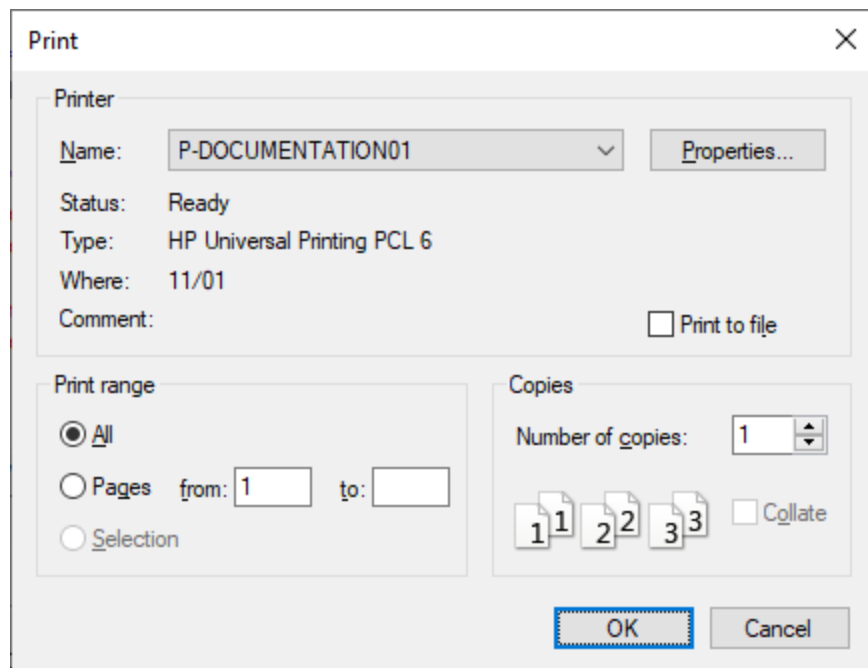 Print
Printer
Name: P-DOCUMENTATION01 Properties...
Status: Ready
Type: HP Universal Printing PCL 6
Where: 11/01
Comment: Print to file
Print range
All
Pages from: 1 to:
Selection
Copies
Number of copies: 1
1 1 2 2 3 3 Collate
OK Cancel